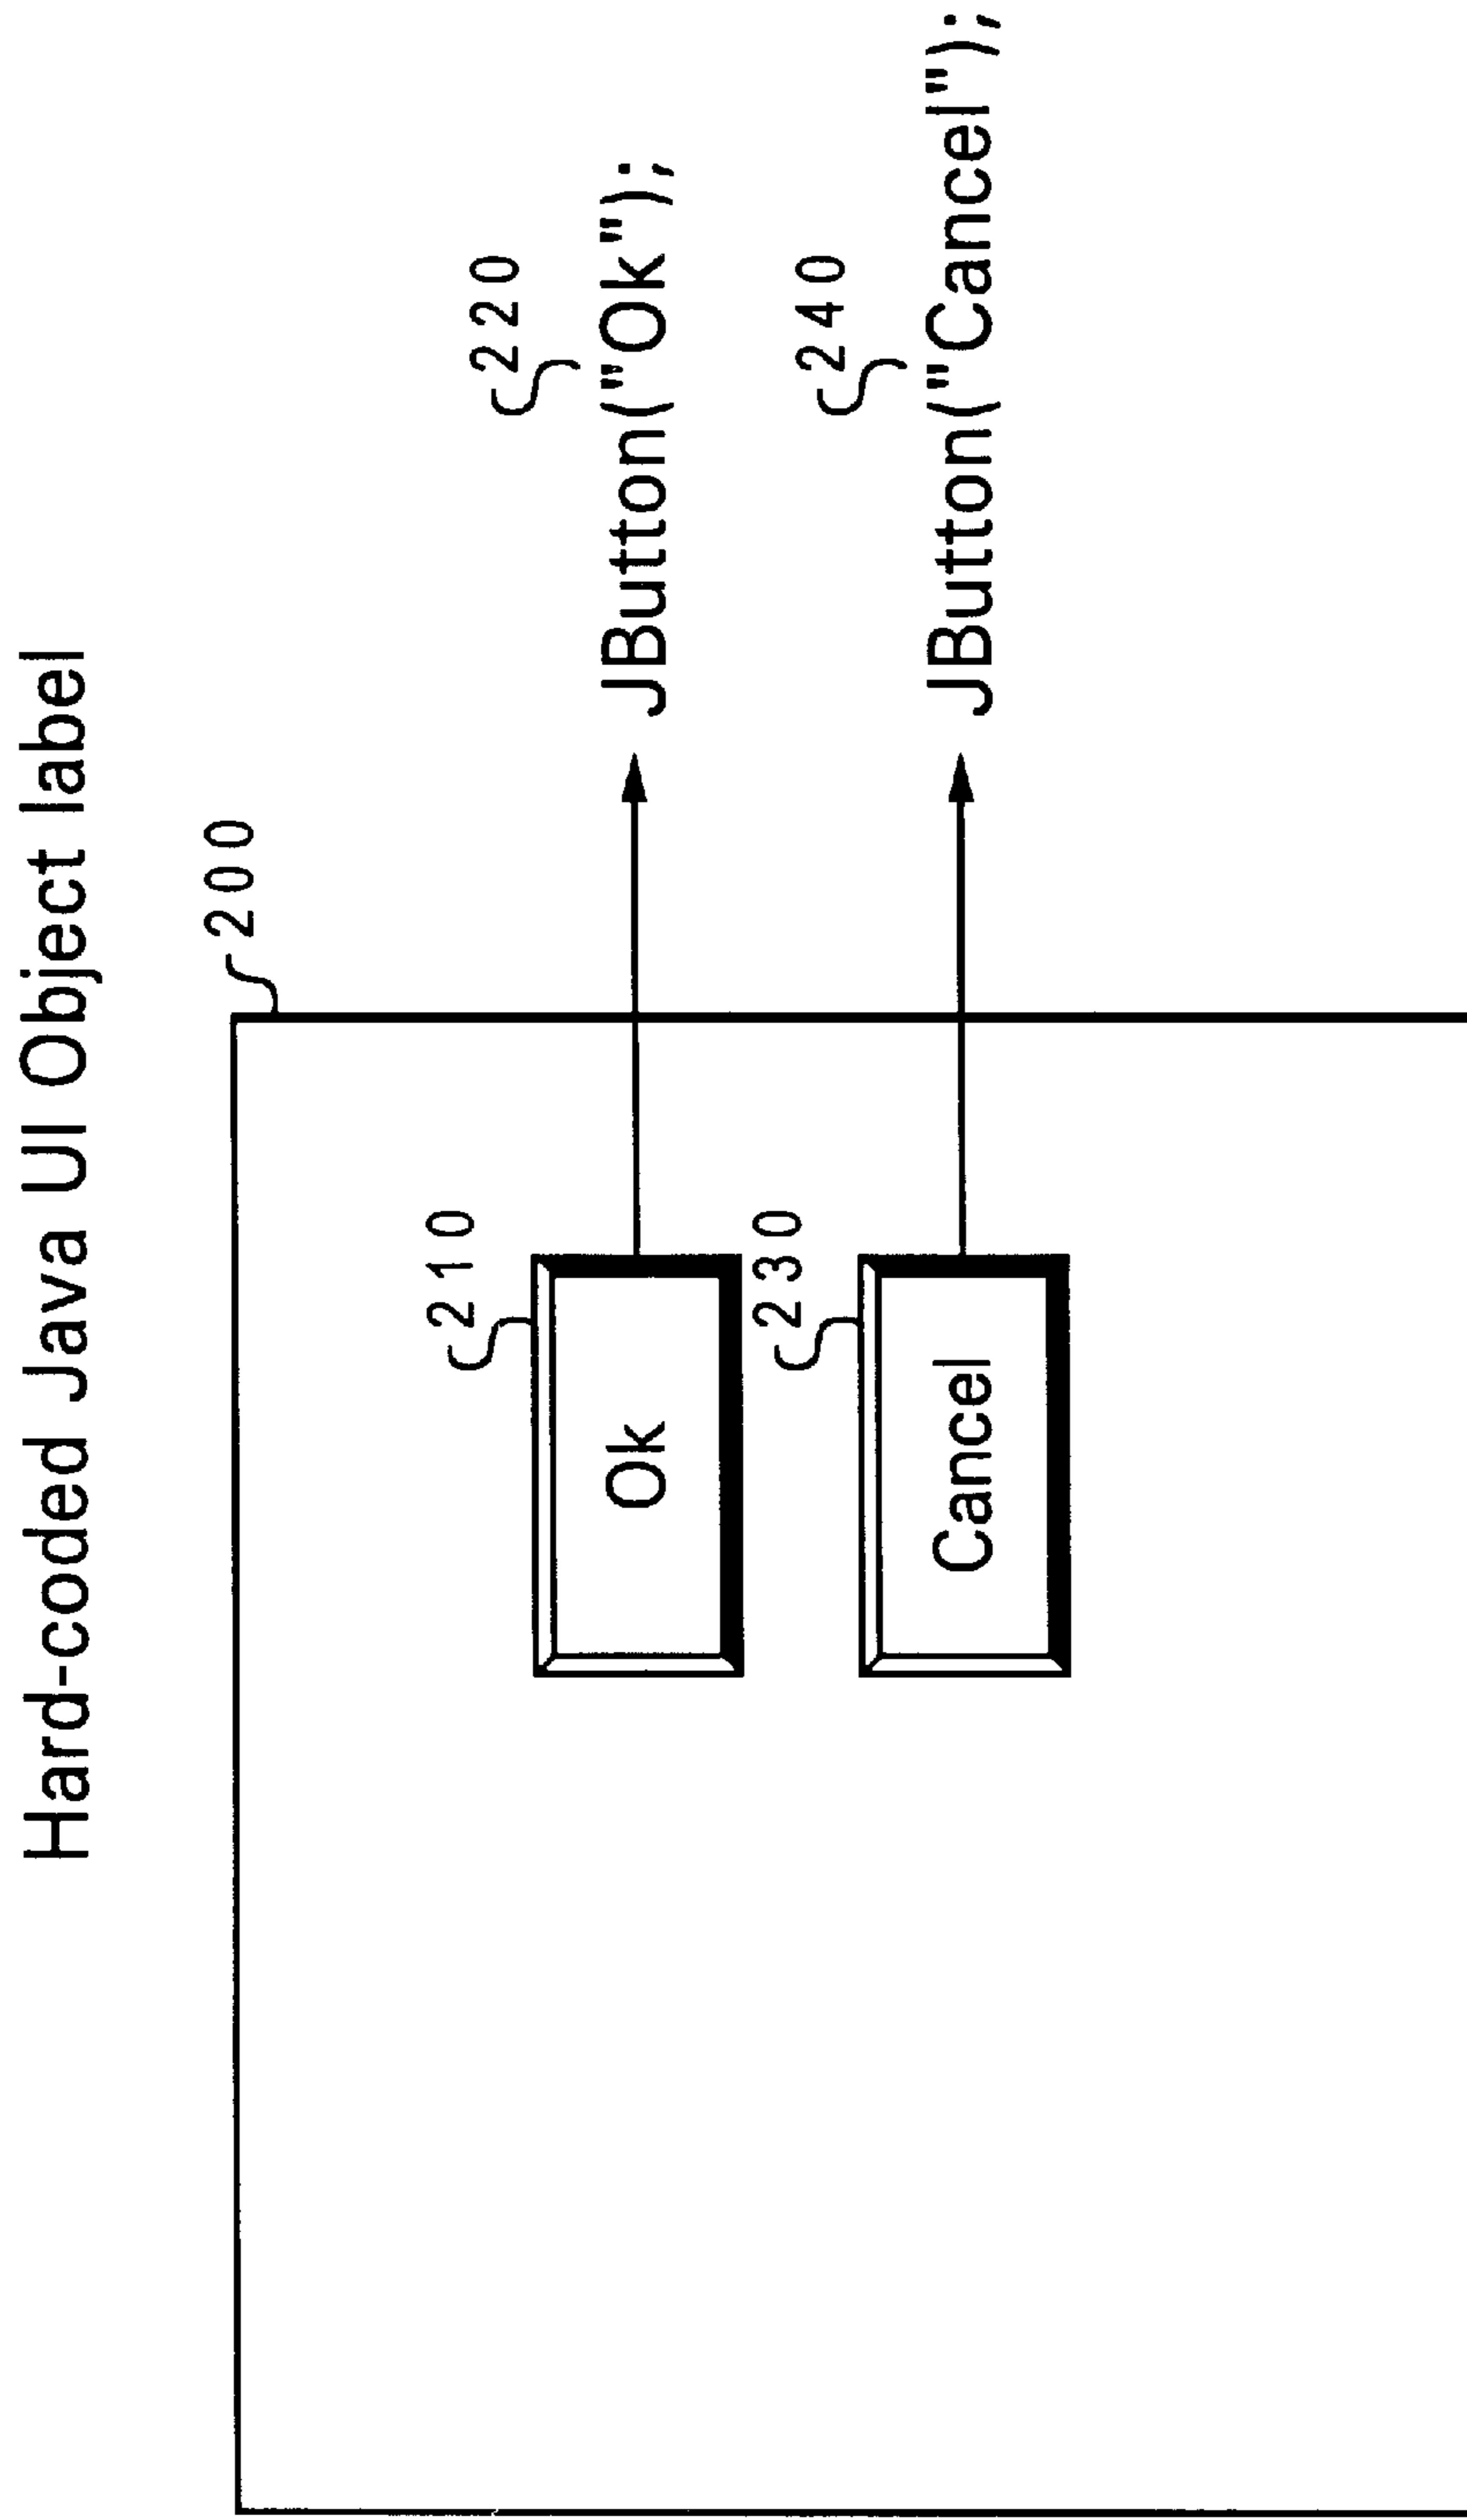 Hard-coded Java UI Object label
200
210
220
Ok
JButton("Ok");
230
240
Cancel
JButton("Cancel");